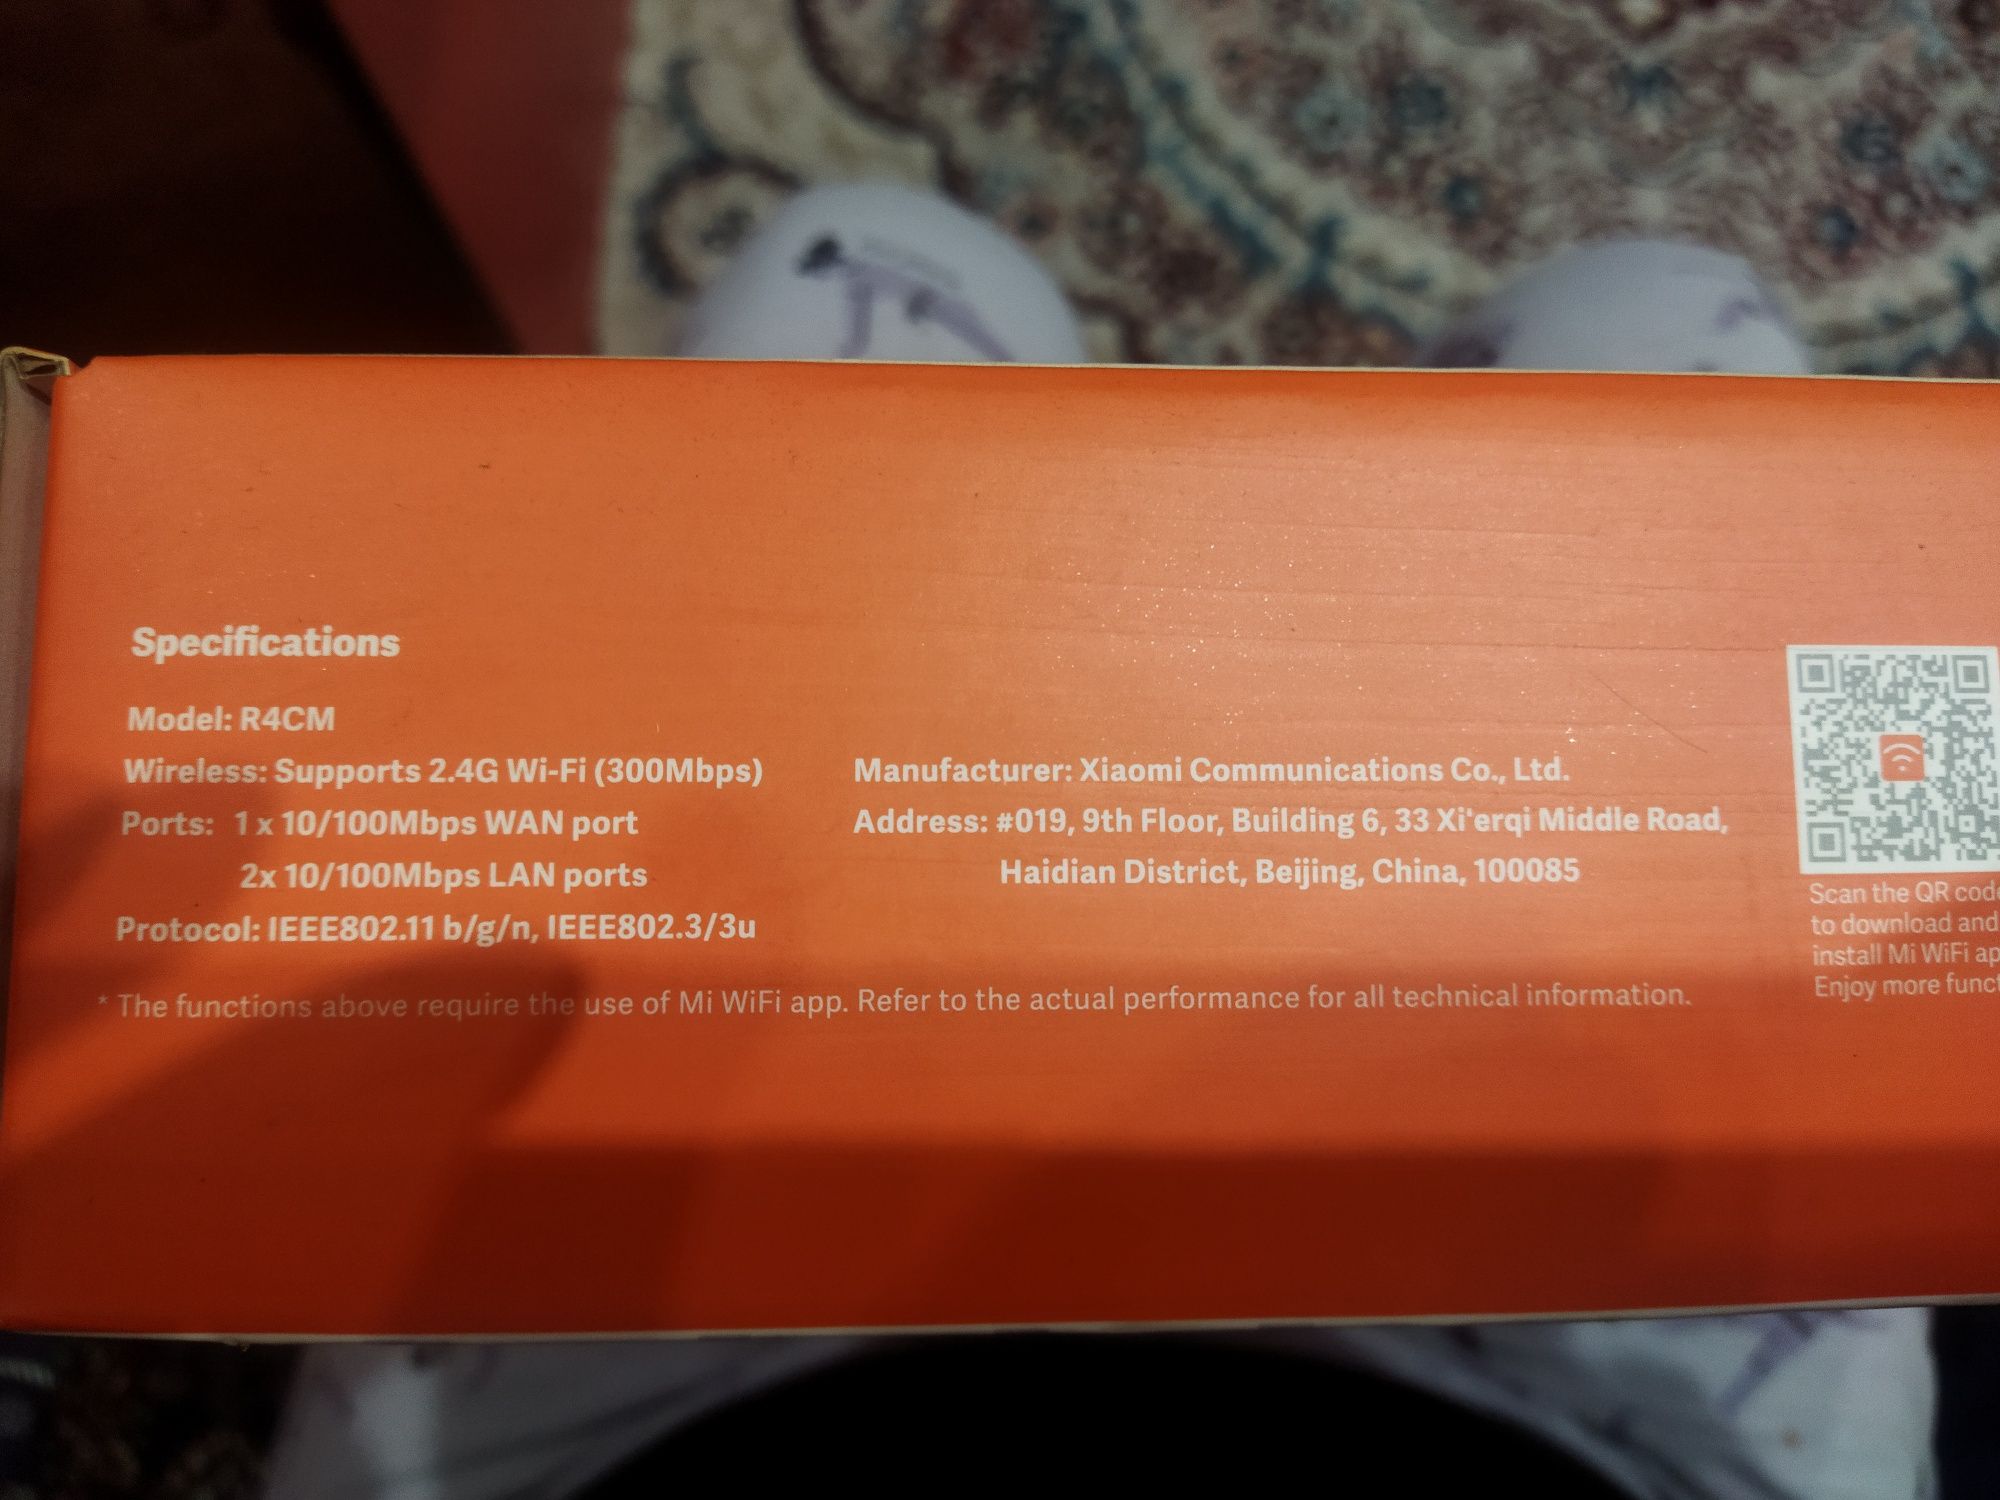 Specifications
Model: R4CM
Wireless: Supports 2.4G Wi-Fi (300Mbps)
Ports: 1 x 10/100Mbps WAN port
2x 10/100Mbps LAN ports
Protocol: IEEE802.11 b/g/n, IEEE802.3/3u
Manufacturer: Xiaomi Communications Co., Ltd.
Address: #019, 9th Floor, Building 6, 33 Xi'erqi Middle Road,
Haidian District, Beijing, China, 100085
* The functions above require the use of Mi WiFi app. Refer to the actual performance for all technical information.
Scan the QR code
to download and
install Mi WiFi
Enjoy more